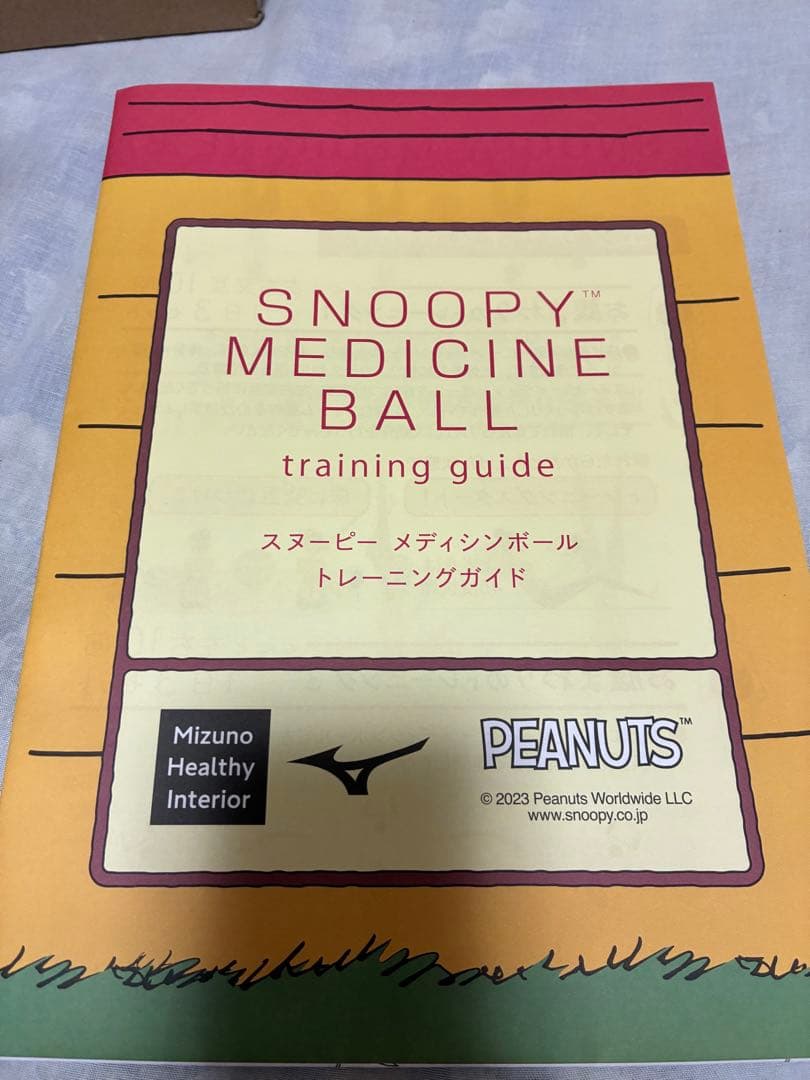 SNOOPY™
MEDICINE
BALL
training guide
スヌーピー メディシンボール
トレーニングガイド
Mizuno
Healthy
Interior
PEANUTS™
© 2023 Peanuts Worldwide LLC
www.snoopy.co.jp